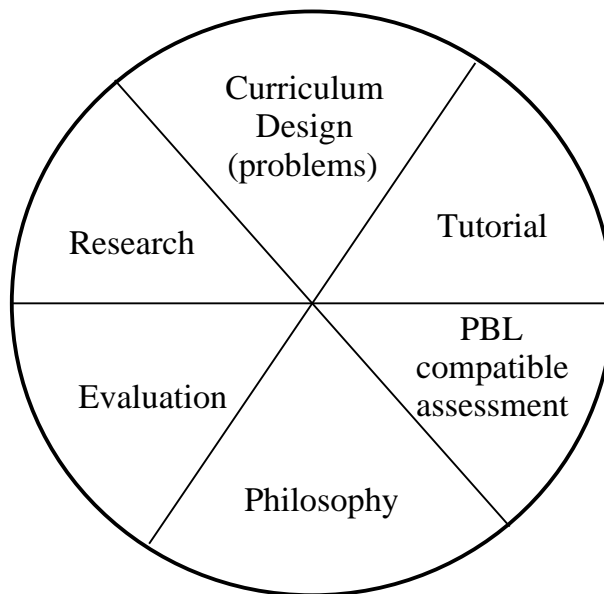 Curriculum
Design
(problems)
Tutorial
Research
PBL
compatible
assessment
Evaluation
Philosophy